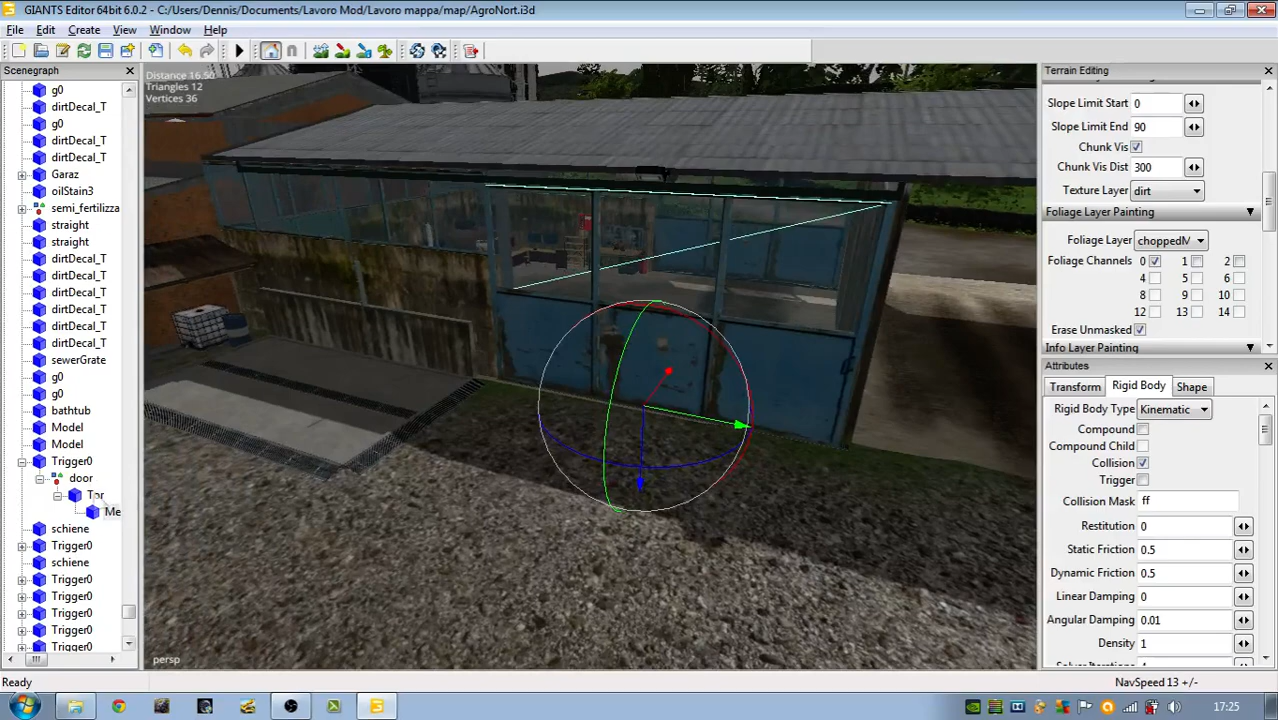 GIANTS Editor 64bit 6.0.2 - C:/Users/Dennis/Documents/Lavoro Mod/Lavoro mappa/map/AgroNort.i3d
File Edit Create View Window Help
Scenegraph
g0
dirtDecal_T
g0
dirtDecal_T
dirtDecal_T
Garaz
oilStain3
semi_fertilizza
straight
straight
dirtDecal_T
dirtDecal_T
dirtDecal_T
dirtDecal_T
dirtDecal_T
dirtDecal_T
sewerGrate
g0
g0
bathtub
Model
Model
Trigger0
door
Tor
Me
schiene
Trigger0
schiene
Trigger0
Trigger0
Trigger0
Trigger0
Trigger0
Distance 16.50
Triangles 12
Vertices 36
persp
Terrain Editing
Slope Limit Start 0
Slope Limit End 90
Chunk Vis
Chunk Vis Dist 300
Texture Layer dirt
Foliage Layer Painting
Foliage Layer choppedM
Foliage Channels 0 1 2
4 5 6
8 9 10
12 13 14
Erase Unmasked
Info Layer Painting
Attributes
Transform Rigid Body Shape
Rigid Body Type Kinematic
Compound
Compound Child
Collision
Trigger
Collision Mask ff
Restitution 0
Static Friction 0.5
Dynamic Friction 0.5
Linear Damping 0
Angular Damping 0.01
Density 1
Ready
NavSpeed 13 +/-
17:25